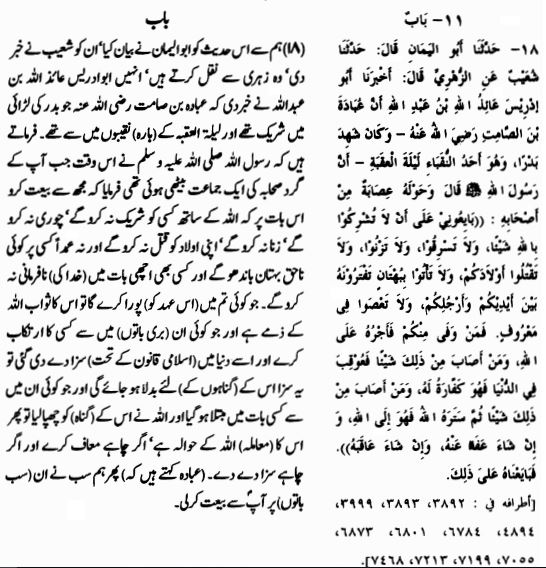 ١١- بَابٌ
١٨- حَدَّثَنَا أَبُو الْيَمَانِ قَالَ: حَدَّثَنَا
شُعَيْبٌ عَنِ الزُّهْرِيِّ قَالَ: أَخْبَرَنَا أَبُو
إِدْرِيسَ عَائِذُ اللهِ بْنُ عَبْدِ اللهِ أَنَّ عُبَادَةَ
بْنَ الصَّامِتِ رَضِيَ اللهُ عَنْهُ – وَكَانَ شَهِدَ
بَدْرًا، وَهُوَ أَحَدُ النُّقَبَاءِ لَيْلَةَ الْعَقَبَةِ – أَنَّ
رَسُولَ اللهِ ﷺ قَالَ وَحَوْلَهُ عِصَابَةٌ مِنْ
أَصْحَابِهِ : ((بَايِعُونِي عَلَى أَنْ لاَ تُشْرِكُوا
بِاللهِ شَيْئًا، وَلاَ تَسْرِقُوا، وَلاَ تَزْنُوا، وَلاَ
تَقْتُلُوا أَوْلاَدَكُمْ، وَلاَ تَأْتُوا بِبُهْتَانٍ تَفْتَرُونَهُ
بَيْنَ أَيْدِيكُمْ وَأَرْجُلِكُمْ، وَلاَ تَعْصُوا فِي
مَعْرُوفٍ. فَمَنْ وَفَى مِنْكُمْ فَأَجْرُهُ عَلَى
اللهِ، وَمَنْ أَصَابَ مِنْ ذَلِكَ شَيْئًا فَعُوقِبَ
فِي الدُّنْيَا فَهُوَ كَفَّارَةٌ لَهُ، وَمَنْ أَصَابَ مِنْ
ذَلِكَ شَيْئًا ثُمَّ سَتَرَهُ اللهُ فَهُوَ إِلَى اللهِ، وَ
إِنْ شَاءَ عَفَا عَنْهُ، وَإِنْ شَاءَ عَاقَبَهُ)).
فَبَايَعْنَاهُ عَلَى ذَلِكَ.
[أطرافه في : ٣٨٩٢، ٣٨٩٣، ٣٩٩٩،
٤٨٩٤، ٦٧٨٤، ٦٨٠١، ٦٨٧٣،
٧٠٥٥، ٧١٩٩، ٧٢١٣، ٧٤٦٨].
باب
(۱۸) ہم سے اس حدیث کو ابوالیمان نے بیان کیا' ان کو شعیب نے خبر
دی' وہ زہری سے نقل کرتے ہیں' انہیں ابو ادریس عائذ اللہ بن
عبد اللہ نے خبر دی کہ عبادہ بن صامت رضی اللہ عنہ جو بدر کی لڑائی
میں شریک تھے اور لیلۃ العقبہ کے (بارہ) نقیبوں میں سے تھے۔ فرماتے
ہیں کہ رسول اللہ صلی اللہ علیہ و سلم نے اس وقت جب آپ کے
گرد صحابہ کی ایک جماعت بیٹھی ہوئی تھی فرمایا کہ مجھ سے بیعت کرو
اس بات پر کہ اللہ کے ساتھ کسی کو شریک نہ کرو گے' چوری نہ کرو
گے' زنا نہ کرو گے' اپنی اولاد کو قتل نہ کرو گے اور نہ عمداً کسی پر کوئی
ناحق بہتان باندھو گے اور کسی بھی اچھی بات میں (خدا کی) نافرمانی نہ
کرو گے۔ جو کوئی تم میں (اس عہد کو) پورا کرے گا تو اس کا ثواب اللہ
کے ذمے ہے اور جو کوئی ان (بری باتوں) میں سے کسی کا ارتکاب
کرے اور اسے دنیا میں (اسلامی قانون کے تحت) سزا دے دی گئی تو
یہ سزا اس کے (گناہوں کے) لئے بدلا ہو جائے گی اور جو کوئی ان میں
سے کسی بات میں مبتلا ہو گیا اور اللہ نے اس کے (گناہ) کو چھپا لیا تو پھر
اس کا (معاملہ) اللہ کے حوالہ ہے' اگر چاہے معاف کرے اور اگر
چاہے سزا دے دے۔ (عبادہ کہتے ہیں کہ) پھر ہم سب نے ان (سب
باتوں) پر آپؐ سے بیعت کر لی۔